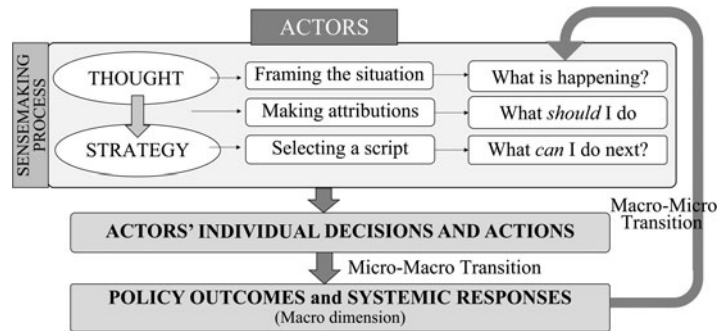 ACTORS
SENSEMAKING
PROCESS
THOUGHT
Framing the situation
What is happening?
Making attributions
What should I do
STRATEGY
Selecting a script
What can I do next?
Macro-Micro
Transition
ACTORS’ INDIVIDUAL DECISIONS AND ACTIONS
Micro-Macro Transition
POLICY OUTCOMES and SYSTEMIC RESPONSES
(Macro dimension)